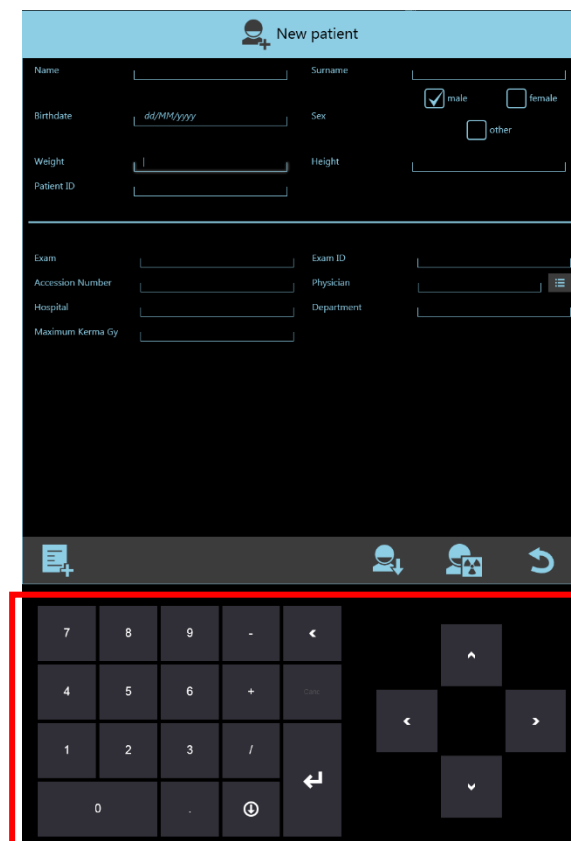 New patient
Name Surname
male female
Birthdate dd/MM/yyyy Sex
other
Weight Height
Patient ID
Exam Exam ID
Accession Number Physician
Hospital Department
Maximum Kerma Gy
7 8 9 - <
4 5 6 + Clear
1 2 3 /
0 .